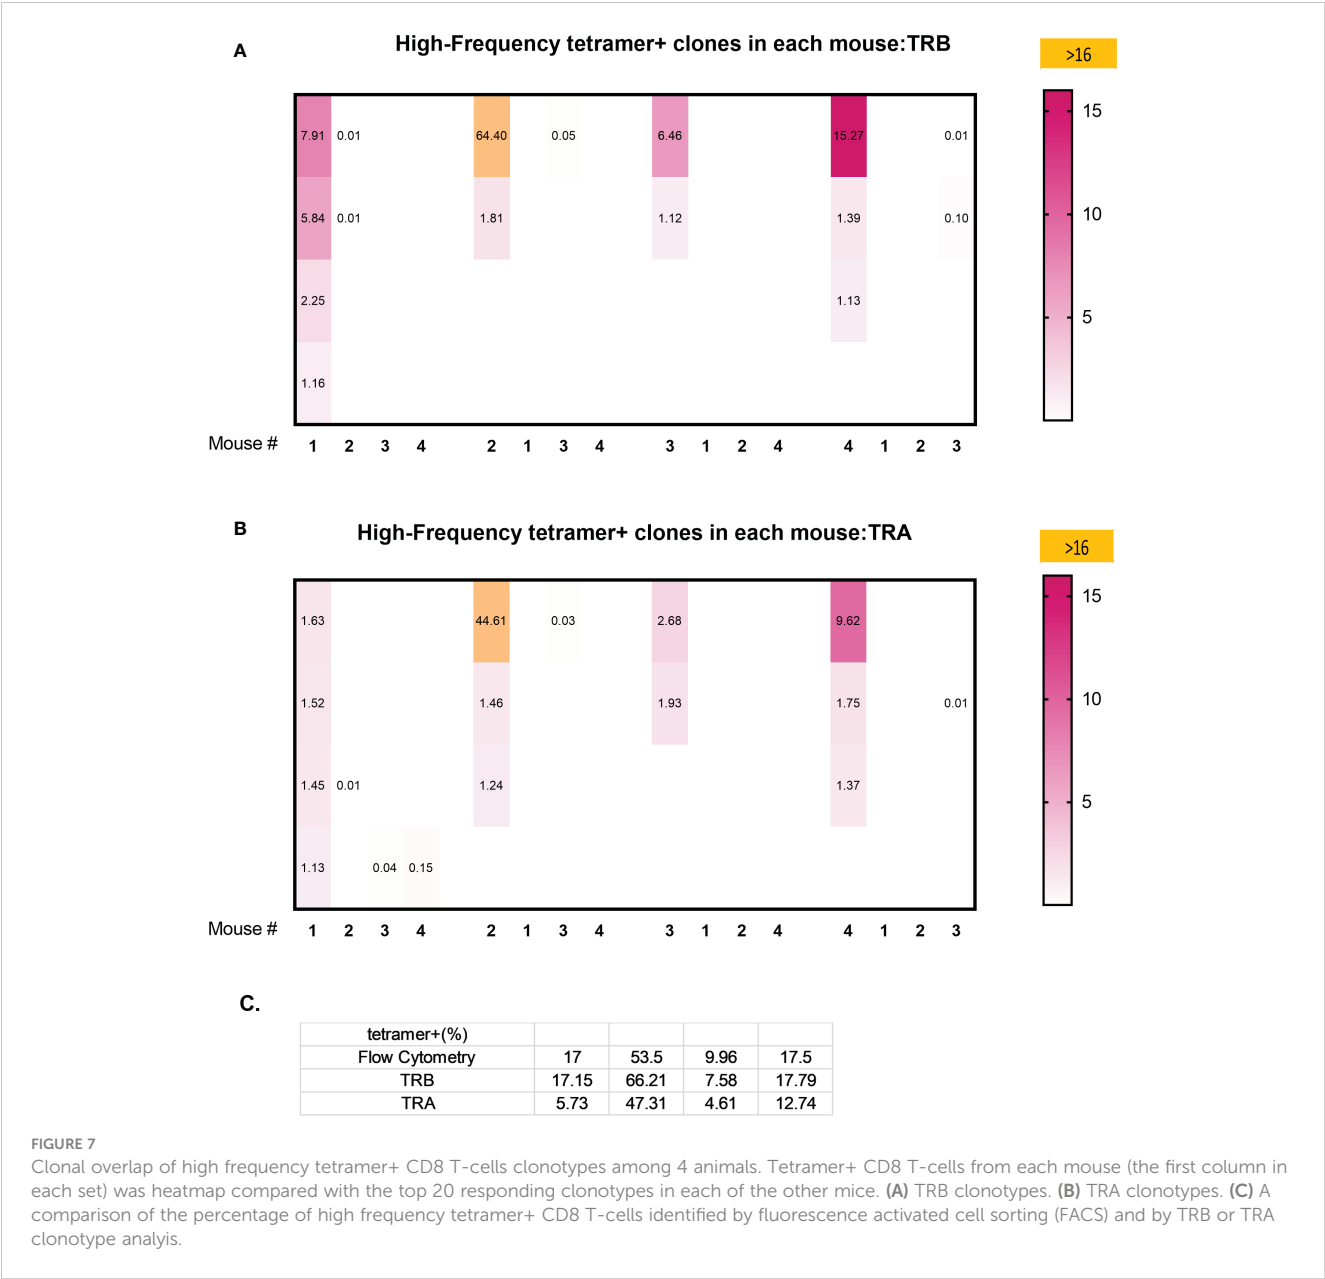 A
High-Frequency tetramer+ clones in each mouse:TRB
>16
7.91 0.01 64.40 0.05 6.46 15.27 0.01
5.84 0.01 1.81 1.12 1.39 0.10
2.25 1.13
1.16
15
10
5
Mouse # 1 2 3 4 2 1 3 4 3 1 2 4 4 1 2 3
B
High-Frequency tetramer+ clones in each mouse:TRA
>16
1.63 44.61 0.03 2.68 9.62
1.52 1.46 1.93 1.75 0.01
1.45 0.01 1.24 1.37
1.13 0.04 0.15
15
10
5
Mouse # 1 2 3 4 2 1 3 4 3 1 2 4 4 1 2 3
C.
tetramer+(%)
Flow Cytometry 17 53.5 9.96 17.5
TRB 17.15 66.21 7.58 17.79
TRA 5.73 47.31 4.61 12.74
FIGURE 7
Clonal overlap of high frequency tetramer+ CD8 T-cells clonotypes among 4 animals. Tetramer+ CD8 T-cells from each mouse (the first column in
each set) was heatmap compared with the top 20 responding clonotypes in each of the other mice. (A) TRB clonotypes. (B) TRA clonotypes. (C) A
comparison of the percentage of high frequency tetramer+ CD8 T-cells identified by fluorescence activated cell sorting (FACS) and by TRB or TRA
clonotype analyis.